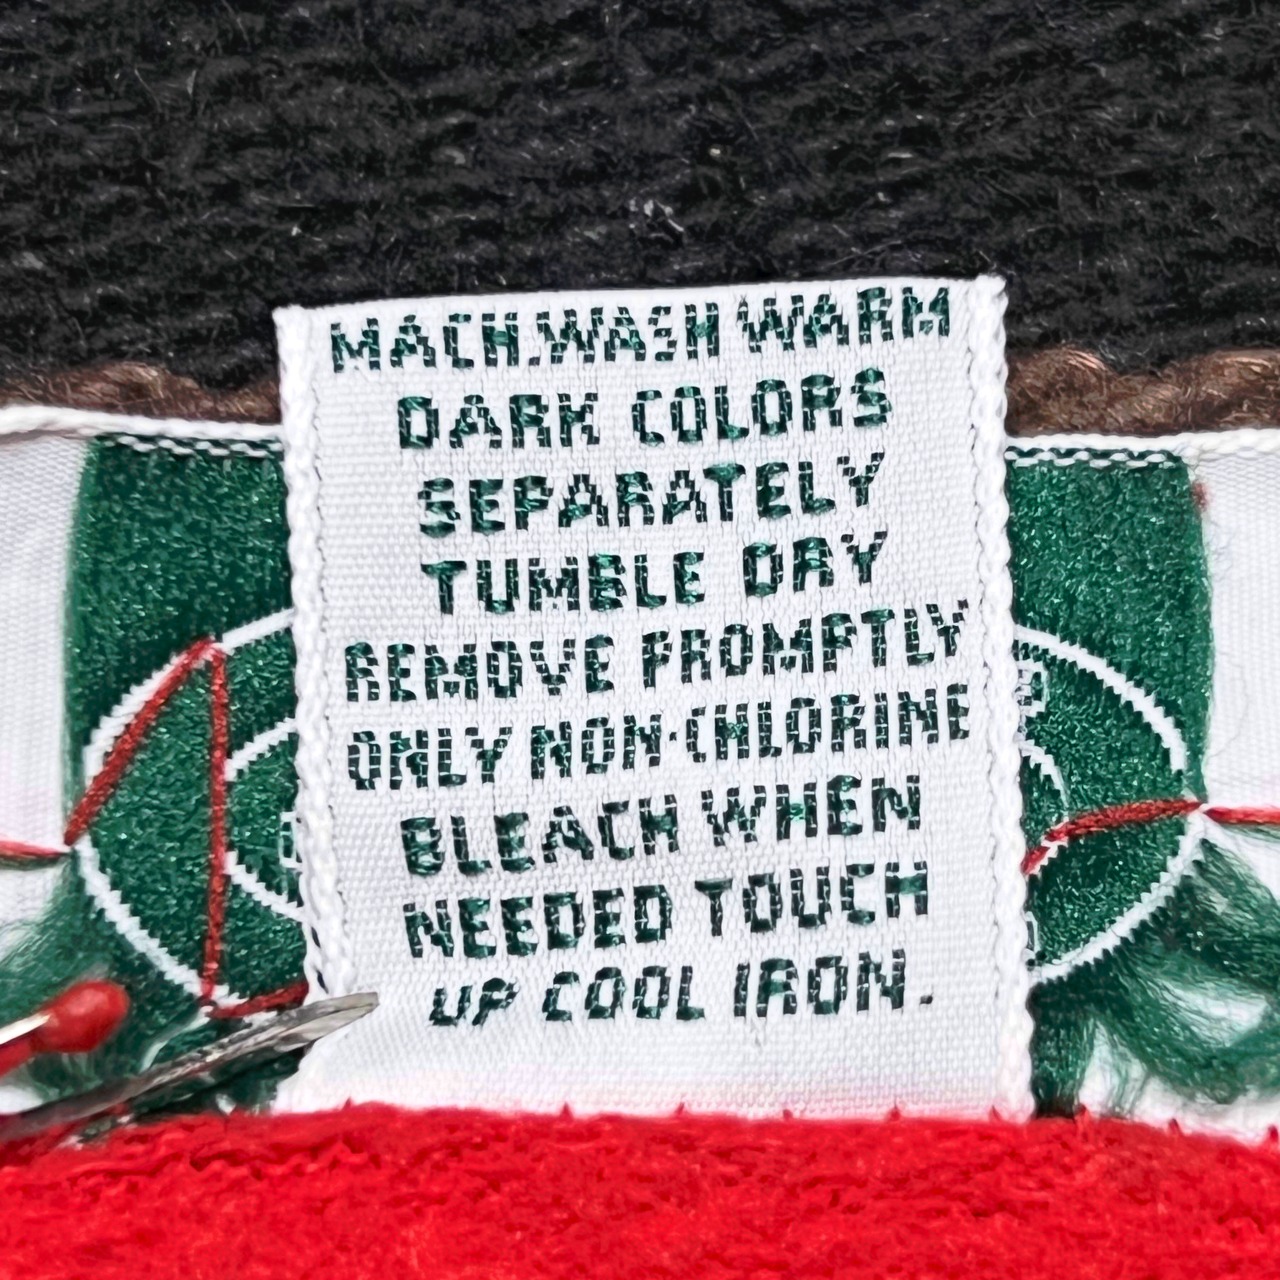 MACH.WASH WARM
DARK COLORS
SEPARATELY
TUMBLE DRY
REMOVE PROMPTLY
ONLY NON-CHLORINE
BLEACH WHEN
NEEDED TOUCH
UP COOL IRON.